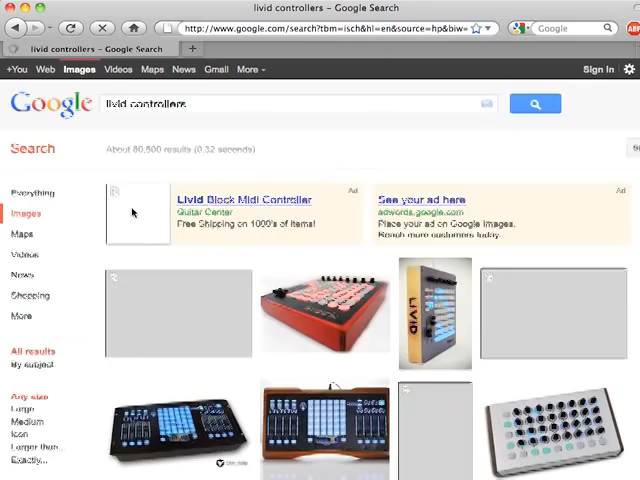 livid controllers – Google Search
http://www.google.com/search?tbm=isch&hl=en&source=hp&biw=
Google
ABP
livid controllers – Google Search
+You Web Images Videos Maps News Gmail More
Sign In
Google
livid controllers
Search
About 80,500 results (0.32 seconds)
Everything
Images
Maps
Videos
News
Shopping
More
All results
By subject
Any size
Large
Medium
Icon
Larger than...
Exactly...
Livid Block Midi Controller
Ad
Guitar Center
Free Shipping on 1000's of Items!
See your ad here
Ad
adwords.google.com
Place your ad on Google Images.
Reach more customers today.
LIVID